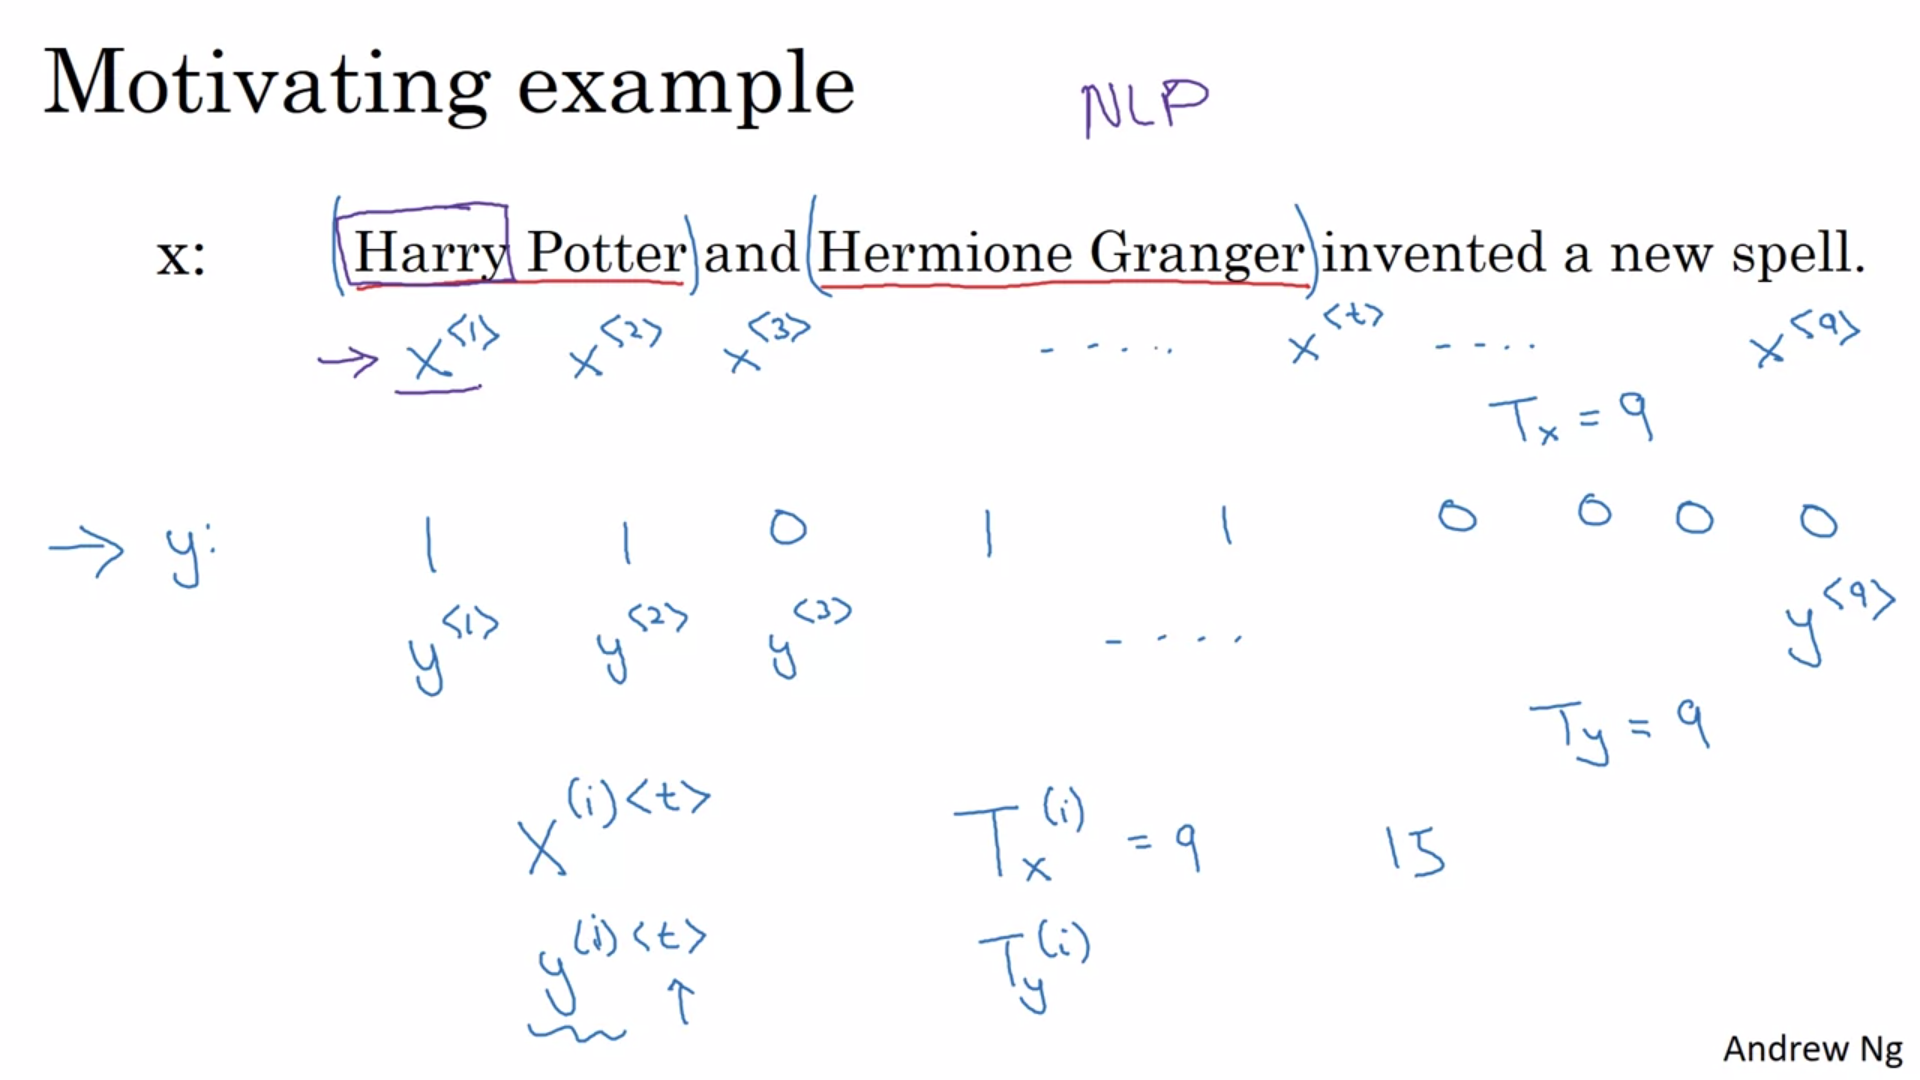 Motivating example NLP
x: (Harry Potter) and (Hermione Granger) invented a new spell.
→ x<1> x<2> x<3> - - - . . x<t> - - - . x<9>
Tx = 9
→ y: 1 1 0 1 1 0 0 0 0
y<1> y<2> y<3> - . . . y<9>
Ty = 9
x(i)<t> Tx(i) = 9 15
y(i)<t> Ty(i)
↑
Andrew Ng